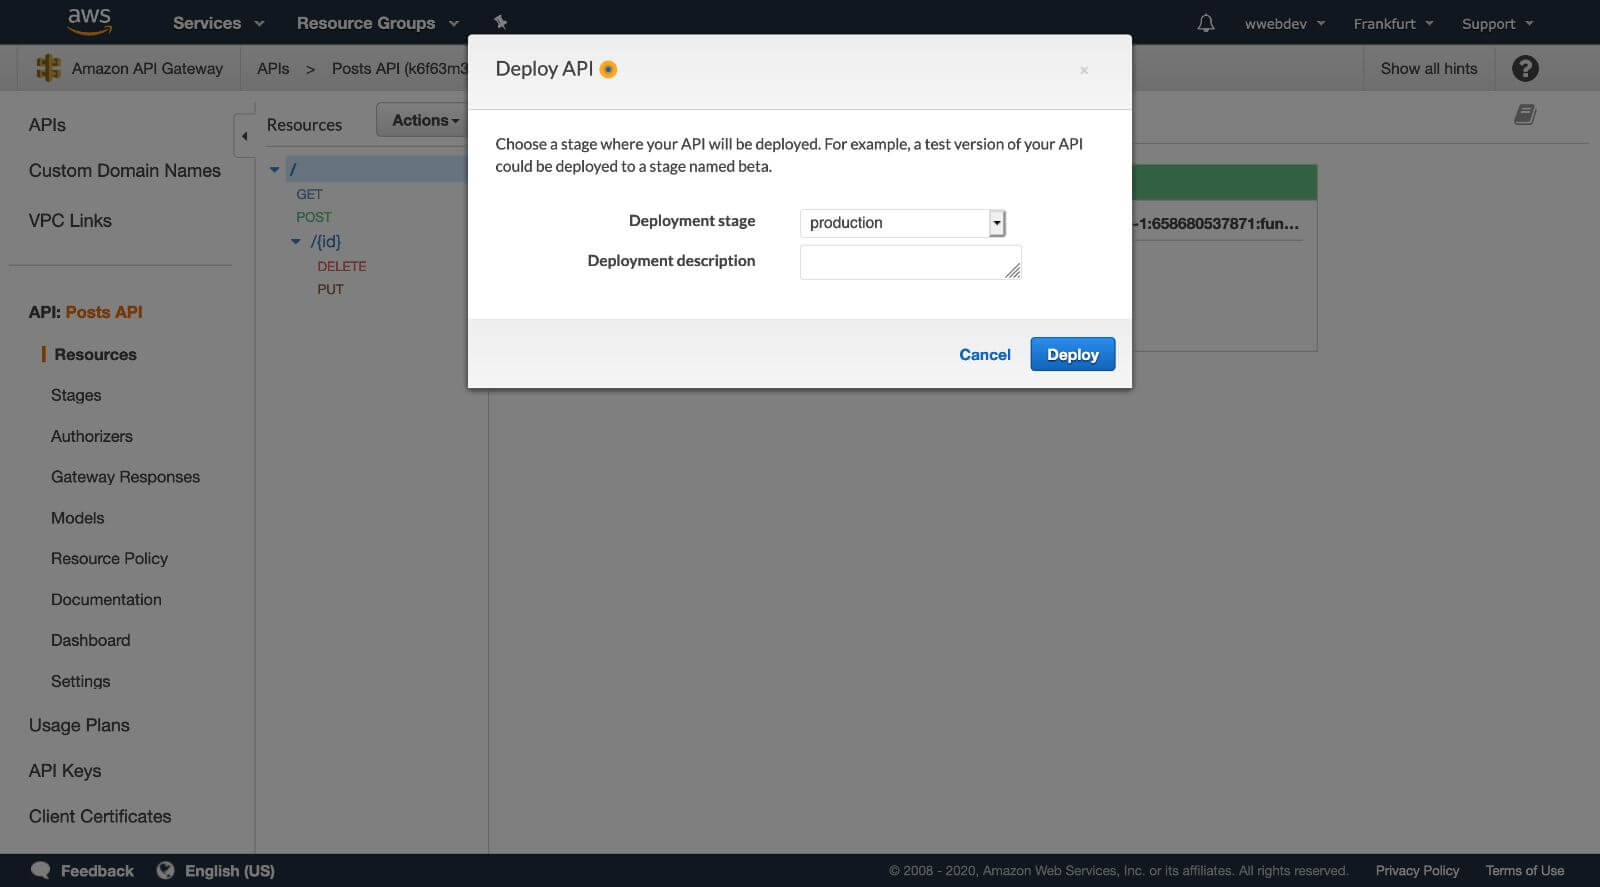 aws Services Resource Groups wwebdev Frankfurt Support
Amazon API Gateway APIs > Posts API (k6f63m3 Show all hints ?
Deploy API
×
Choose a stage where your API will be deployed. For example, a test version of your API
could be deployed to a stage named beta.
Deployment stage production
Deployment description
Cancel Deploy
APIs
Custom Domain Names
VPC Links
API: Posts API
Resources
Stages
Authorizers
Gateway Responses
Models
Resource Policy
Documentation
Dashboard
Settings
Usage Plans
API Keys
Client Certificates
Resources Actions
/
GET
POST
/{id}
DELETE
PUT
-1:658680537871:fun...
Feedback English (US) © 2008 - 2020, Amazon Web Services, Inc. or its affiliates. All rights reserved. Privacy Policy Terms of Use